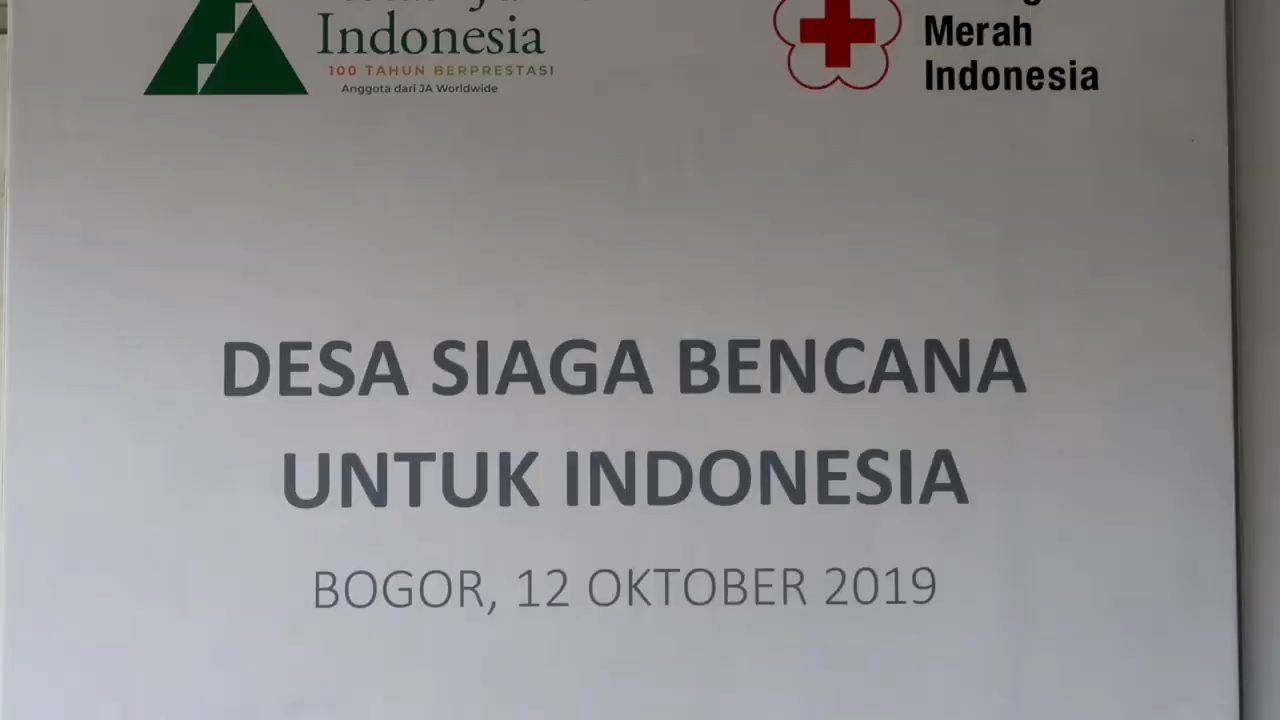 Indonesia
100 TAHUN BERPRESTASI
Anggota dari JA Worldwide
Merah
Indonesia
DESA SIAGA BENCANA
UNTUK INDONESIA
BOGOR, 12 OKTOBER 2019